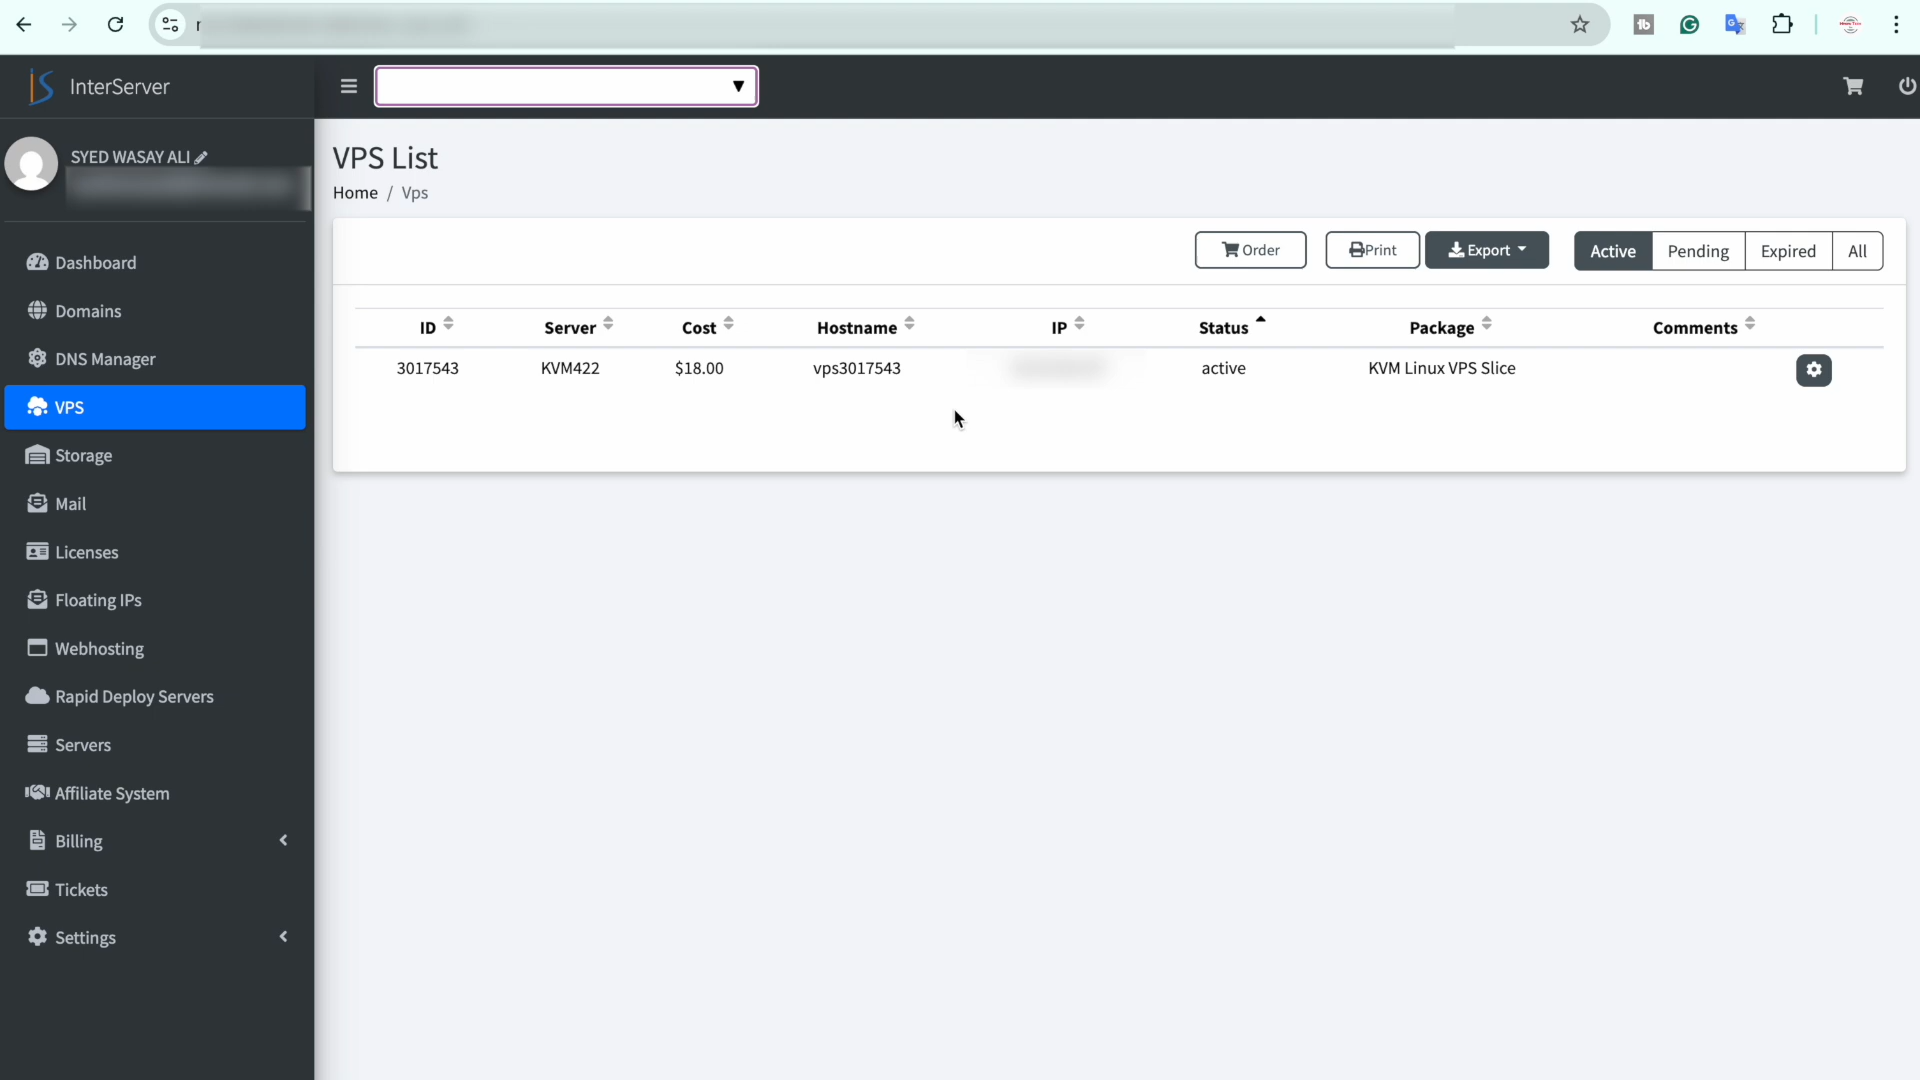 InterServer
SYED WASAY ALI
Dashboard
Domains
DNS Manager
VPS
Storage
Mail
Licenses
Floating IPs
Webhosting
Rapid Deploy Servers
Servers
Affiliate System
Billing
Tickets
Settings
VPS List
Home / Vps
Order Print Export Active Pending Expired All
ID Server Cost Hostname IP Status Package Comments
3017543 KVM422 $18.00 vps3017543 active KVM Linux VPS Slice